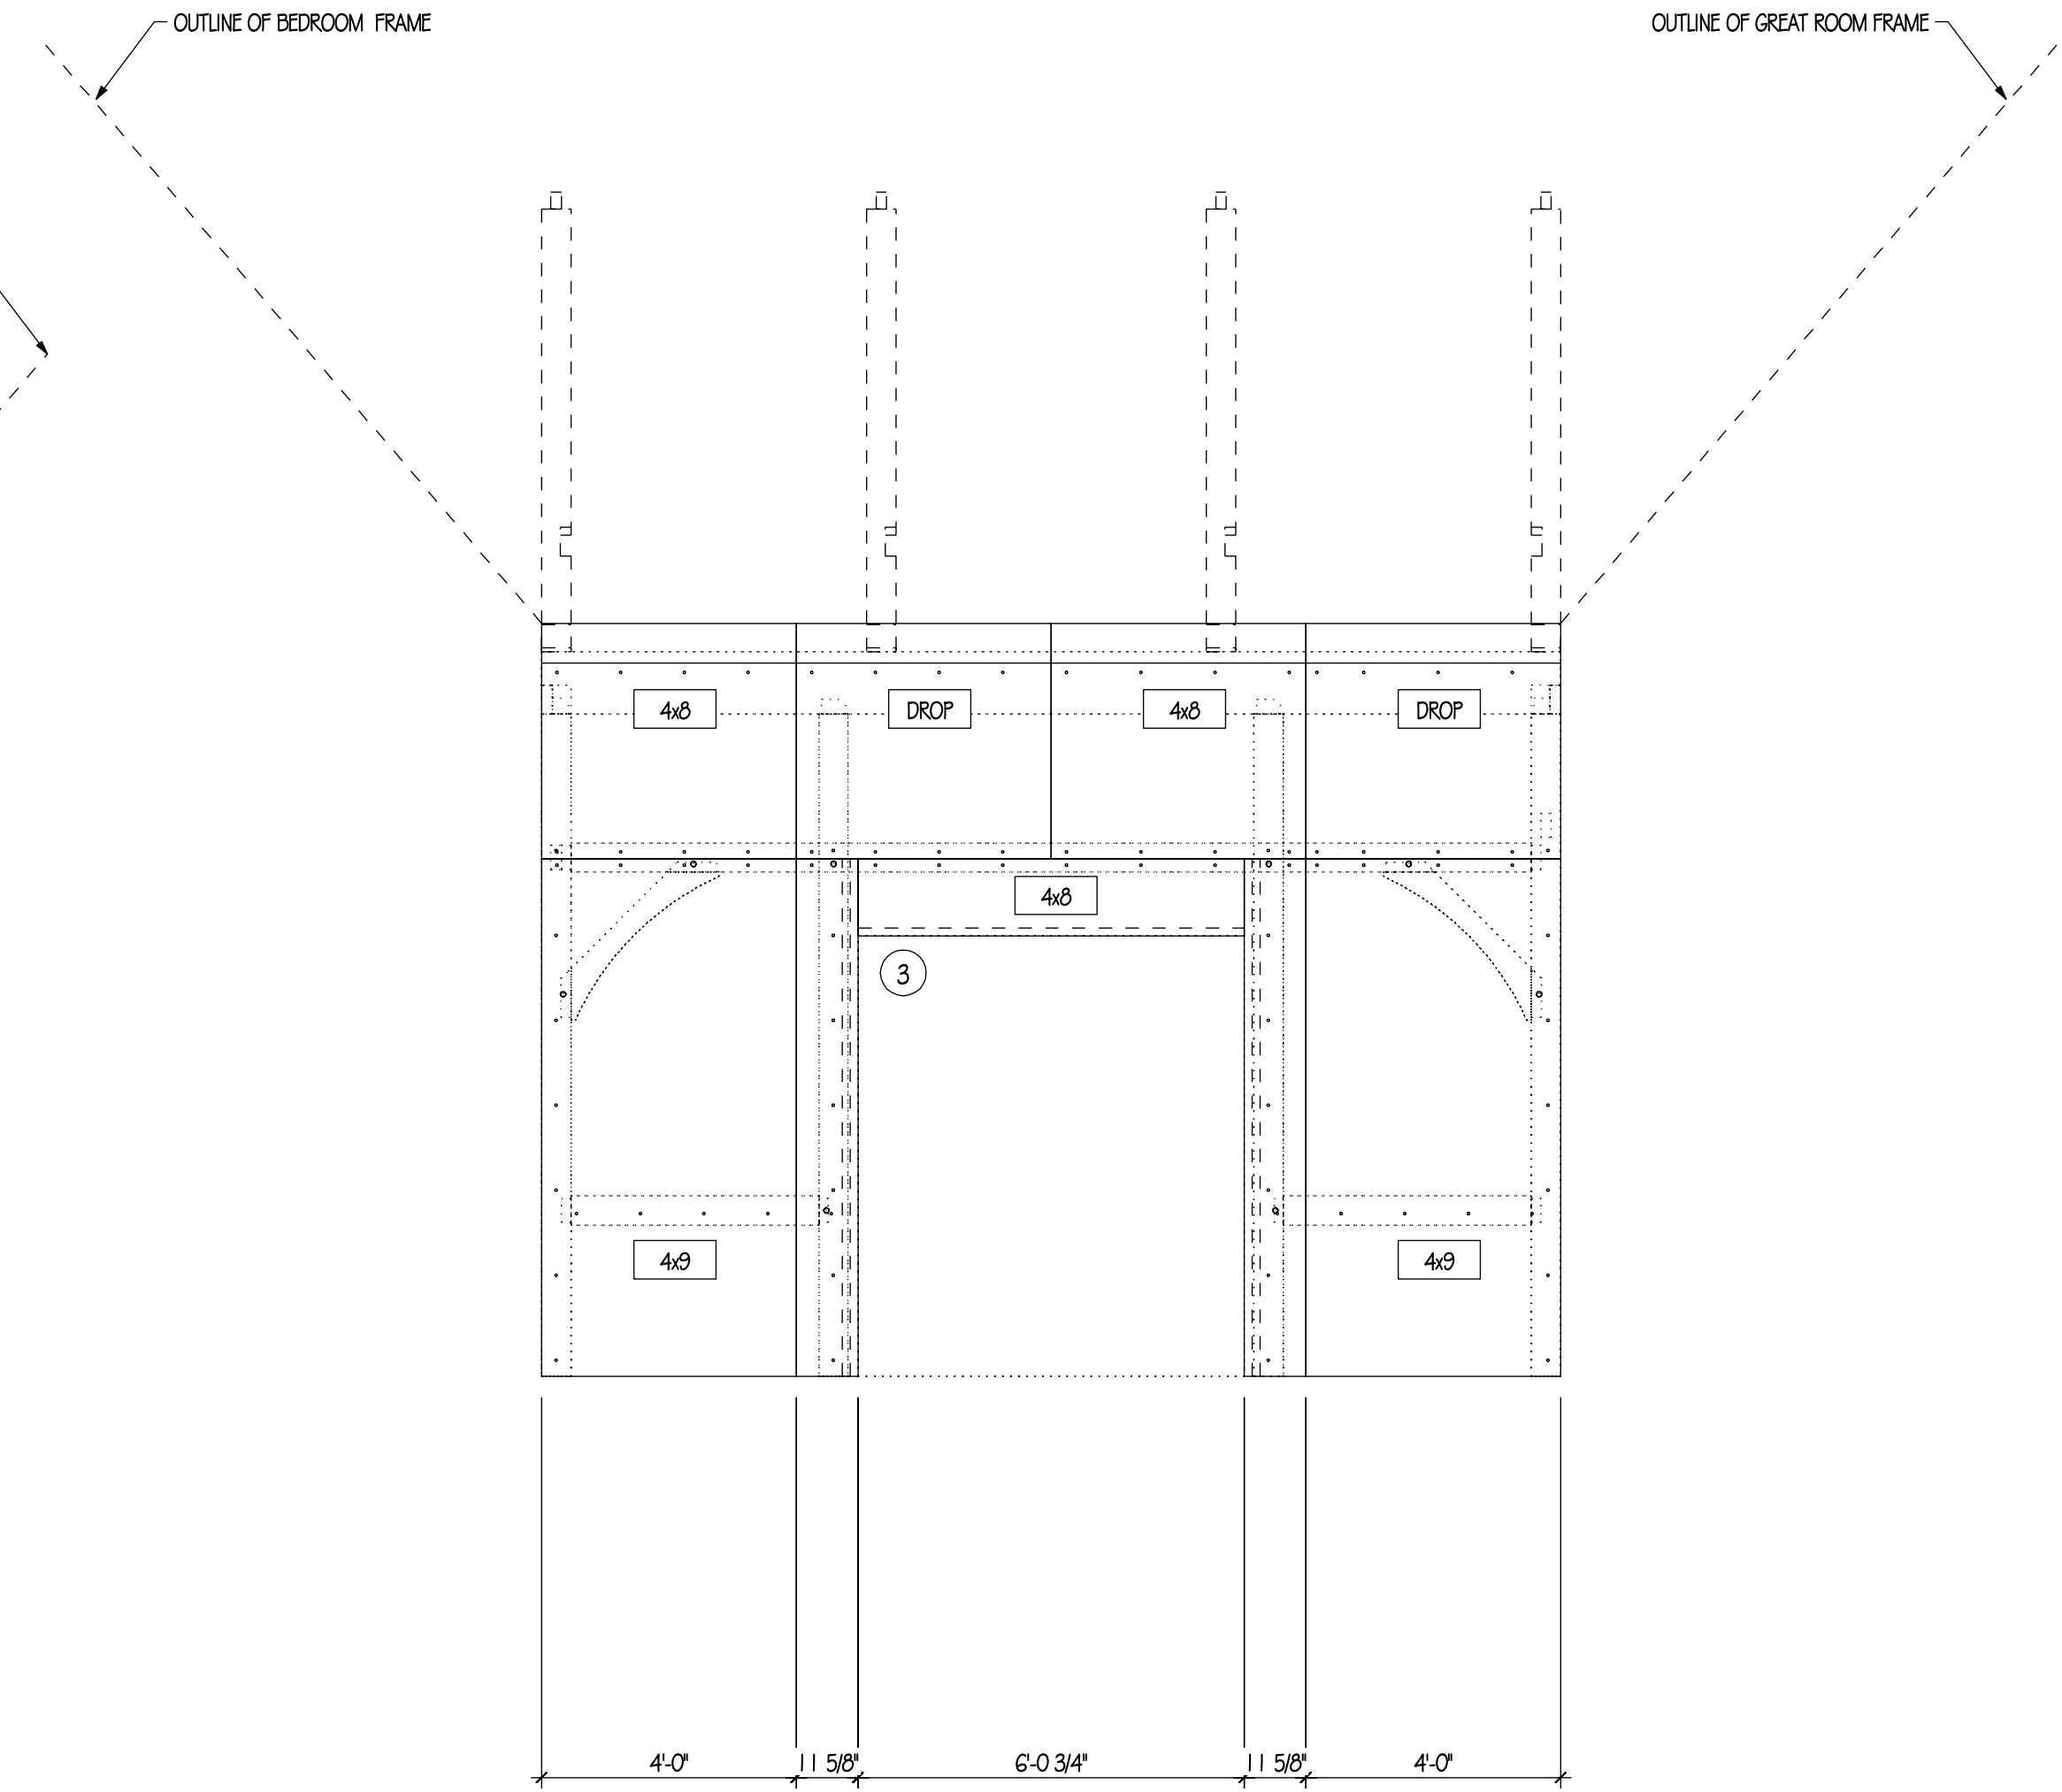 OUTLINE OF BEDROOM FRAME
OUTLINE OF GREAT ROOM FRAME
4x8
DROP
4x8
DROP
4x8
3
4x9
4x9
4'-0"
11 5/8"
6'-0 3/4"
11 5/8"
4'-0"